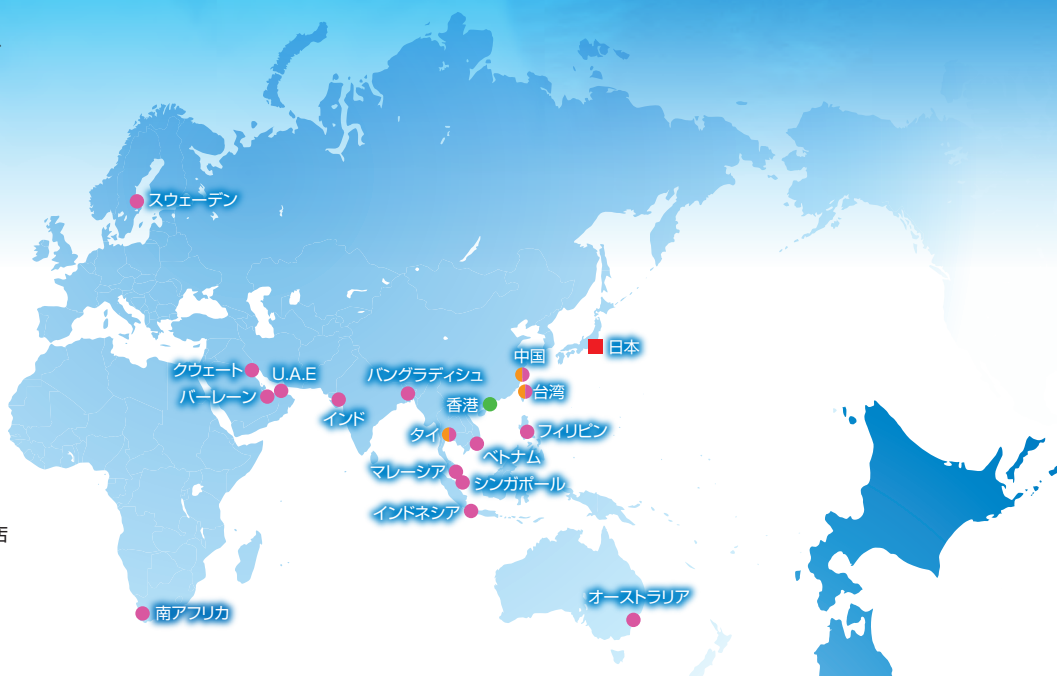 スウェーデン
日本
中国
クウェート
U.A.E
バングラディシュ
バーレーン
台湾
香港
インド
タイ
フィリピン
ベトナム
マレーシア
シンガポール
インドネシア
店
オーストラリア
南アフリカ